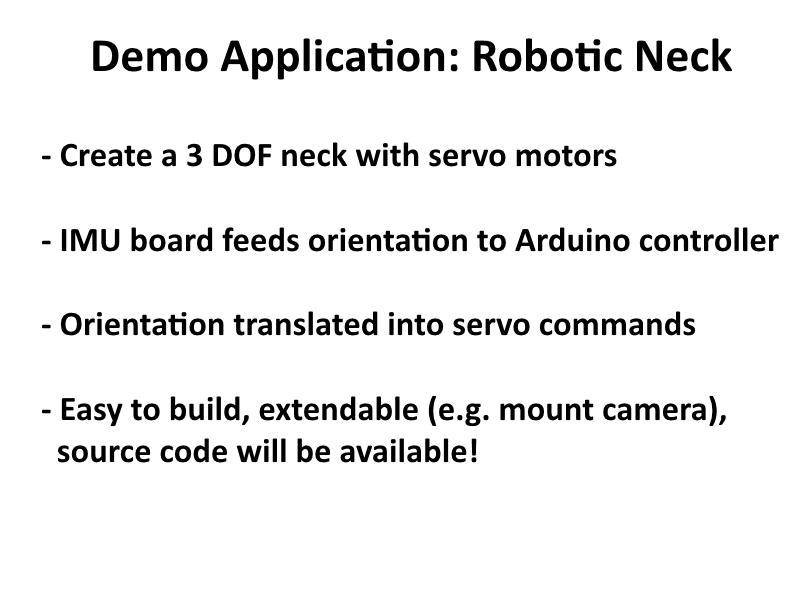 Demo Application: Robotic Neck
- Create a 3 DOF neck with servo motors
- IMU board feeds orientation to Arduino controller
- Orientation translated into servo commands
- Easy to build, extendable (e.g. mount camera),
source code will be available!